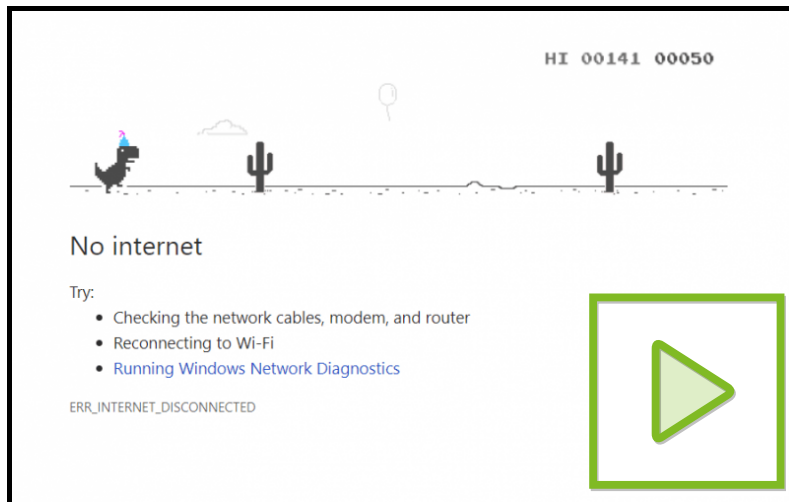 HI 00141 00050
No internet
Try:
• Checking the network cables, modem, and router
• Reconnecting to Wi-Fi
• Running Windows Network Diagnostics
ERR_INTERNET_DISCONNECTED